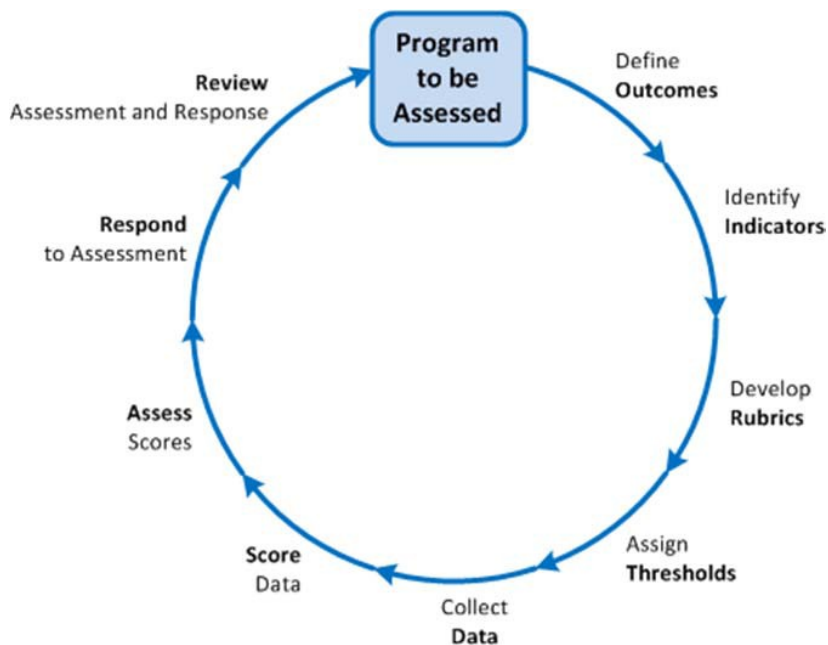 Program
to be
Assessed
Define
Outcomes
Identify
Indicators
Develop
Rubrics
Assign
Thresholds
Collect
Data
Score
Data
Assess
Scores
Respond
to Assessment
Review
Assessment and Response